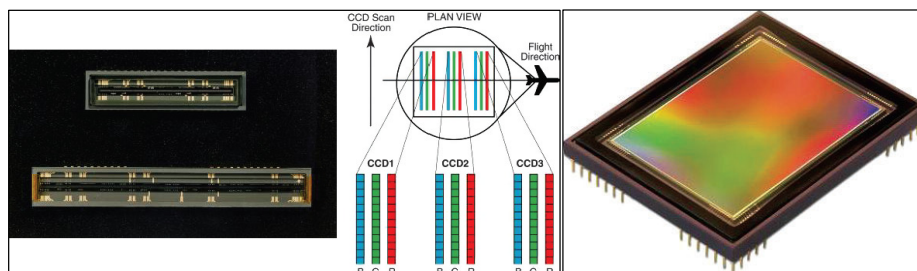 CCD Scan
Direction
PLAN VIEW
Flight
Direction
CCD1
CCD2
CCD3